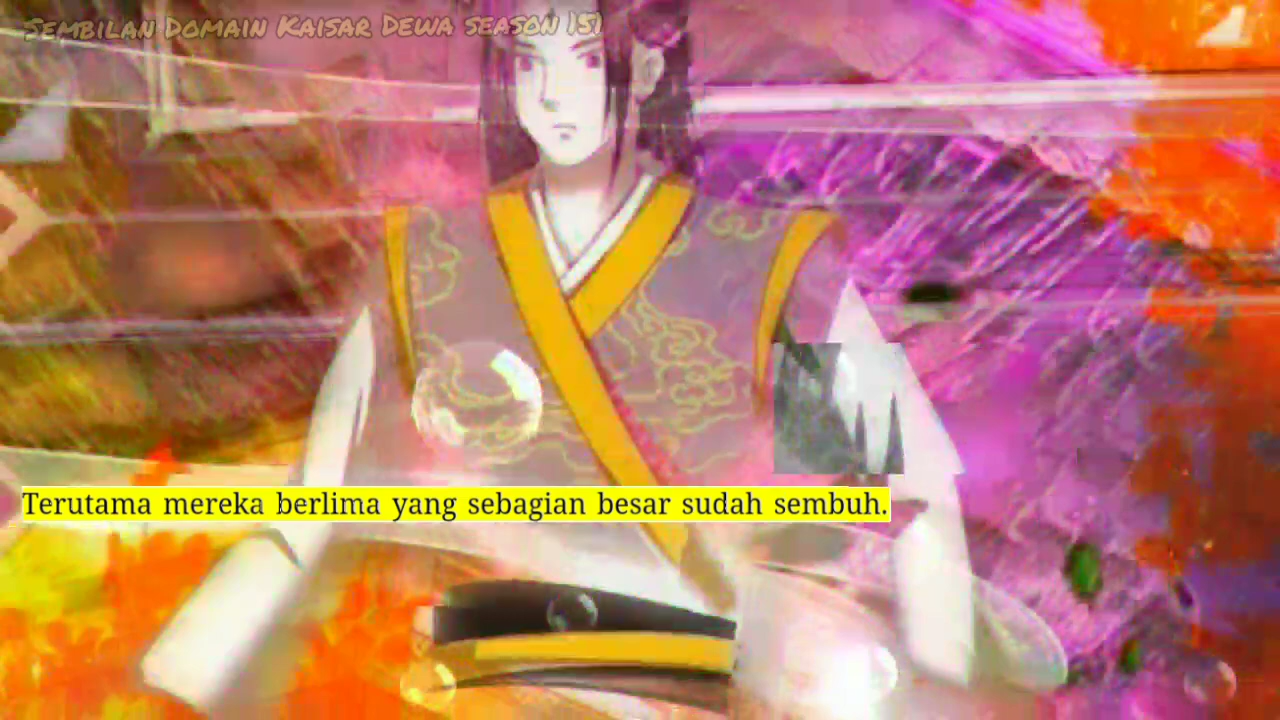 Sembilan Domain Kaisar Dewa season 151
Terutama mereka berlima yang sebagian besar sudah sembuh.